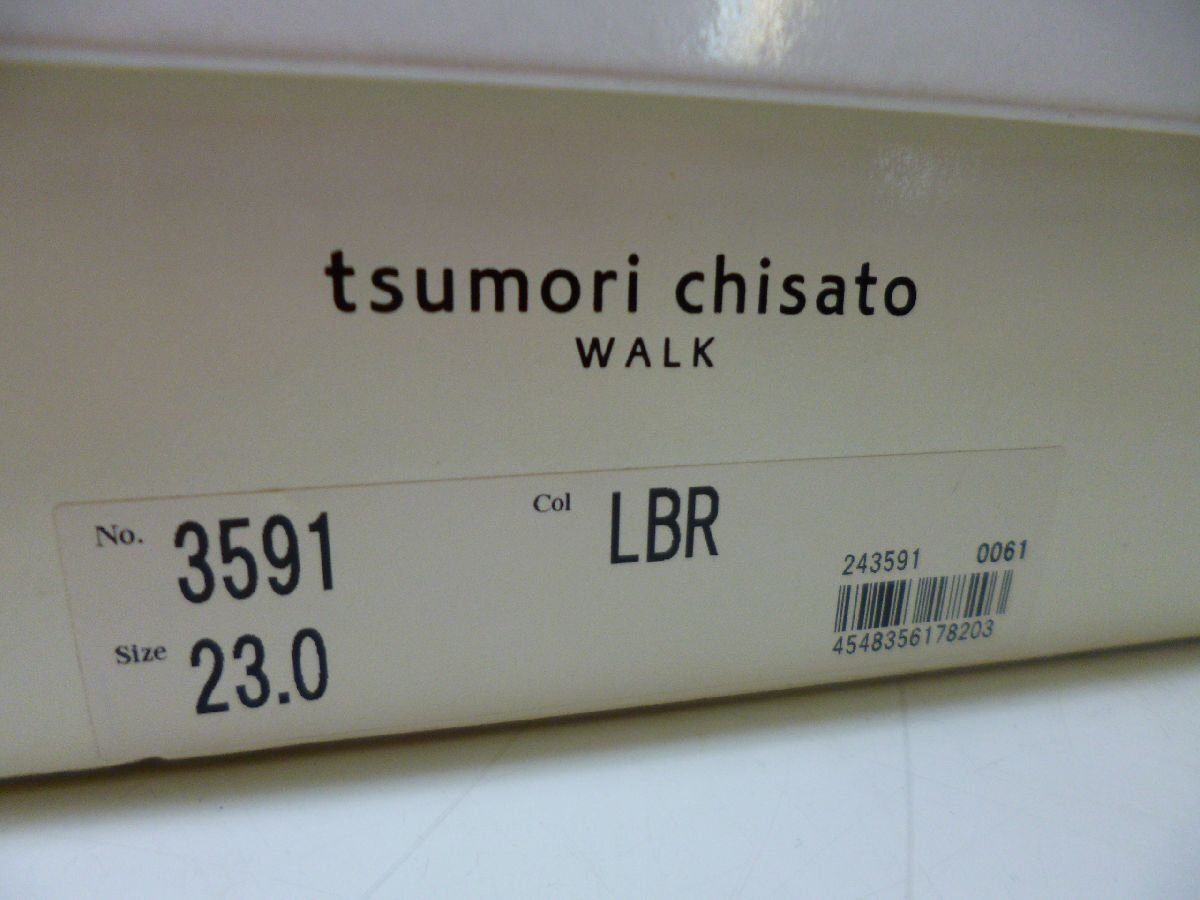 tsumori chisato
WALK
No. 3591 Col LBR
Size 23.0
243591 0061
4548356178203